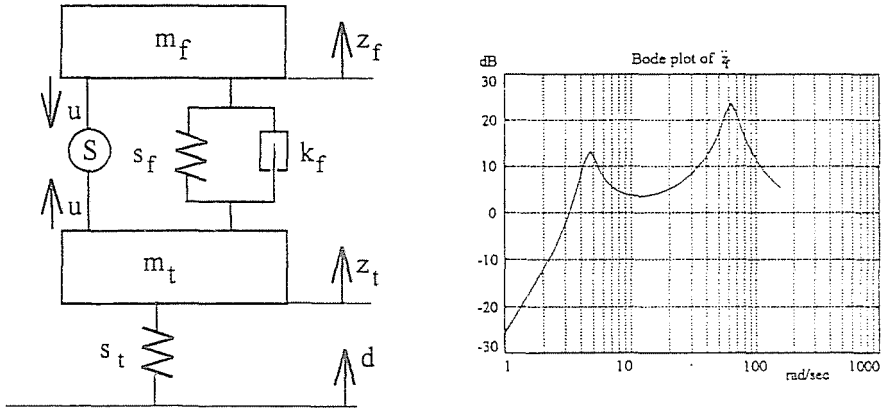 m_f
z_f
u
S
s_f
k_f
u
m_t
z_t
s_t
d
dB
Bode plot of z̈_f
30
20
10
0
-10
-20
-30
1
10
100
1000
rad/sec